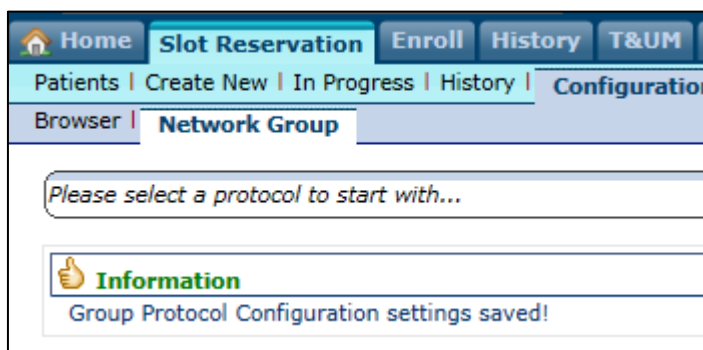 Home Slot Reservation Enroll History T&UM
Patients | Create New | In Progress | History | Configuration
Browser | Network Group
Please select a protocol to start with...
Information
Group Protocol Configuration settings saved!